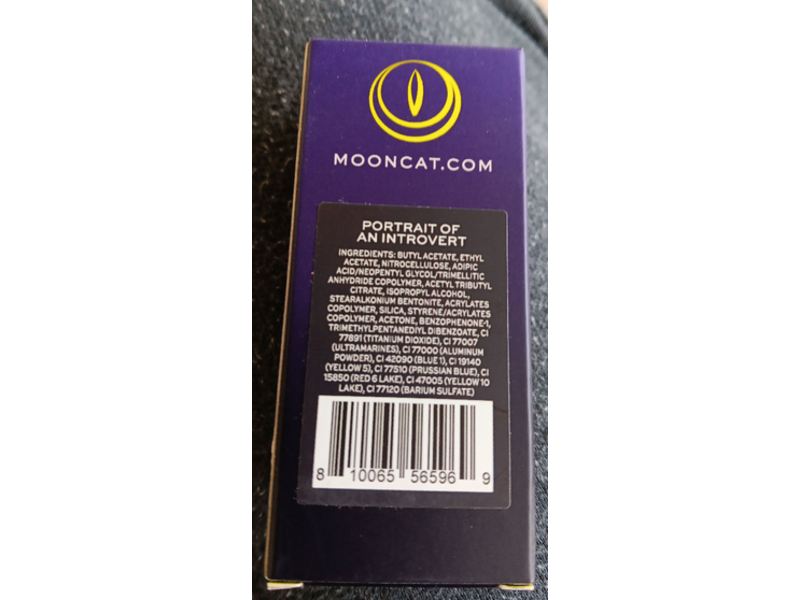 MOONCAT.COM
PORTRAIT OF
AN INTROVERT
INGREDIENTS: BUTYL ACETATE, ETHYL
ACETATE, NITROCELLULOSE, ADIPIC
ACID/NEOPENTYL GLYCOL/TRIMELLITIC
ANHYDRIDE COPOLYMER, ACETYL TRIBUTYL
CITRATE, ISOPROPYL ALCOHOL,
STEARALKONIUM BENTONITE, ACRYLATES
COPOLYMER, SILICA, STYRENE/ACRYLATES
COPOLYMER, ACETONE, BENZOPHENONE-1,
TRIMETHYLPENTANEDIYL DIBENZOATE, CI
77891 (TITANIUM DIOXIDE), CI 77007
(ULTRAMARINES), CI 77000 (ALUMINUM
POWDER), CI 42090 (BLUE 1), CI 19140
(YELLOW 5), CI 77510 (PRUSSIAN BLUE), CI
15850 (RED 6 LAKE), CI 47005 (YELLOW 10
LAKE), CI 77120 (BARIUM SULFATE)
8 10065 56596 9